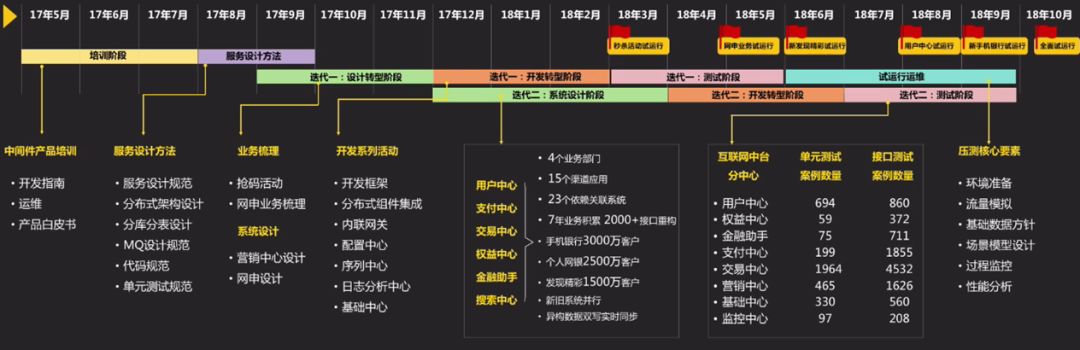 17年5月 17年6月 17年7月 17年8月 17年9月 17年10月 17年11月 17年12月 18年1月 18年2月 18年3月 18年4月 18年5月 18年6月 18年7月 18年8月 18年9月 18年10月
秒杀活动试运行 网申业务试运行 新发现精彩试运行 用户中心试运行 新手机银行试运行 全面试运行
培训阶段 服务设计方法
迭代一：设计转型阶段 迭代一：开发转型阶段 迭代一：测试阶段 试运行运维
迭代二：系统设计阶段 迭代二：开发转型阶段 迭代二：测试阶段
中间件产品培训
• 开发指南
• 运维
• 产品白皮书
服务设计方法
• 服务设计规范
• 分布式架构设计
• 分库分表设计
• MQ设计规范
• 代码规范
• 单元测试规范
业务梳理
• 抢码活动
• 网申业务梳理
系统设计
• 营销中心设计
• 网申设计
开发系列活动
• 开发框架
• 分布式组件集成
• 内联网关
• 配置中心
• 序列中心
• 日志分析中心
• 基础中心
用户中心
支付中心
交易中心
权益中心
金融助手
搜索中心
• 4个业务部门
• 15个渠道应用
• 23个依赖关联系统
• 7年业务积累 2000+接口重构
• 手机银行3000万客户
• 个人网银2500万客户
• 发现精彩1500万客户
• 新旧系统并行
• 异构数据双写实时同步
互联网中台 单元测试 接口测试
分中心 案例数量 案例数量
• 用户中心 694 860
• 权益中心 59 372
• 金融助手 75 711
• 支付中心 199 1855
• 交易中心 1964 4532
• 营销中心 465 1626
• 基础中心 330 560
• 监控中心 97 208
压测核心要素
• 环境准备
• 流量模拟
• 基础数据方针
• 场景模型设计
• 过程监控
• 性能分析